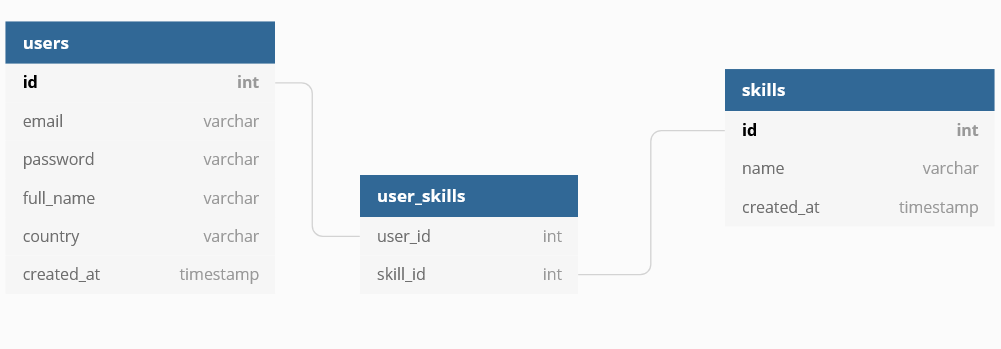 users
id int
email varchar
password varchar
full_name varchar
country varchar
created_at timestamp
user_skills
user_id int
skill_id int
skills
id int
name varchar
created_at timestamp